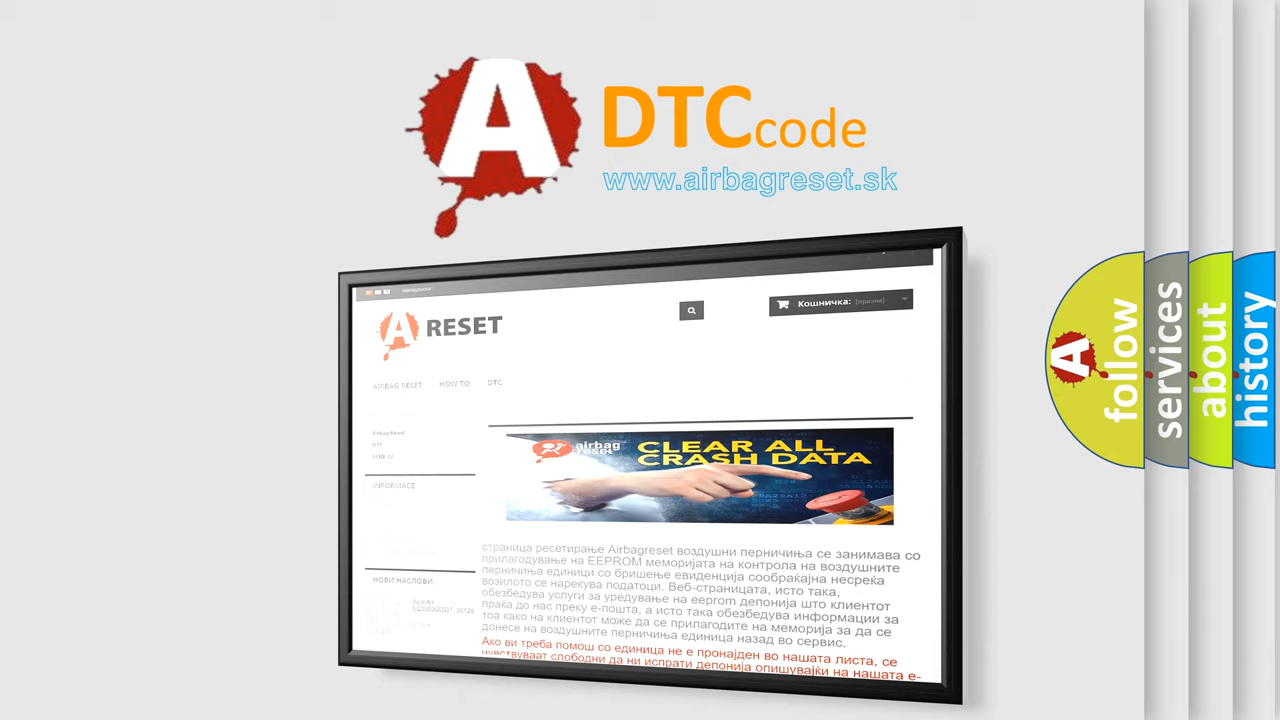 A
DTCcode
www.airbagreset.sk
A RESET
Кошничка: (празни)
AIRBAG RESET HOW TO DTC
Airbag Reset
DTC
HOW TO
INFORMACE
НОВИ НАСЛОВИ
airbag
reset
CLEAR ALL
CRASH DATA
страница ресетирање Airbagreset воздушни перничиња се занимава со
прилагодување на EEPROM меморијата на контрола на воздушните
перничиња единици со бришење евиденција сообраќајна несреќа
возилото се нарекува податоци. Веб-страницата, исто така,
обезбедува услуги за уредување на eeprom депонија што клиентот
праќа до нас преку е-пошта, а исто така обезбедува информации за
тоа како на клиентот може да се прилагодите на меморија за да се
донесе на воздушните перничиња единица назад во сервис.
Ако ви треба помош со единица не е пронајден во нашата листа, се
чувствуваат слободни да ни испрати депонија опишувајќи на нашата е-
A
follow
services
about
history